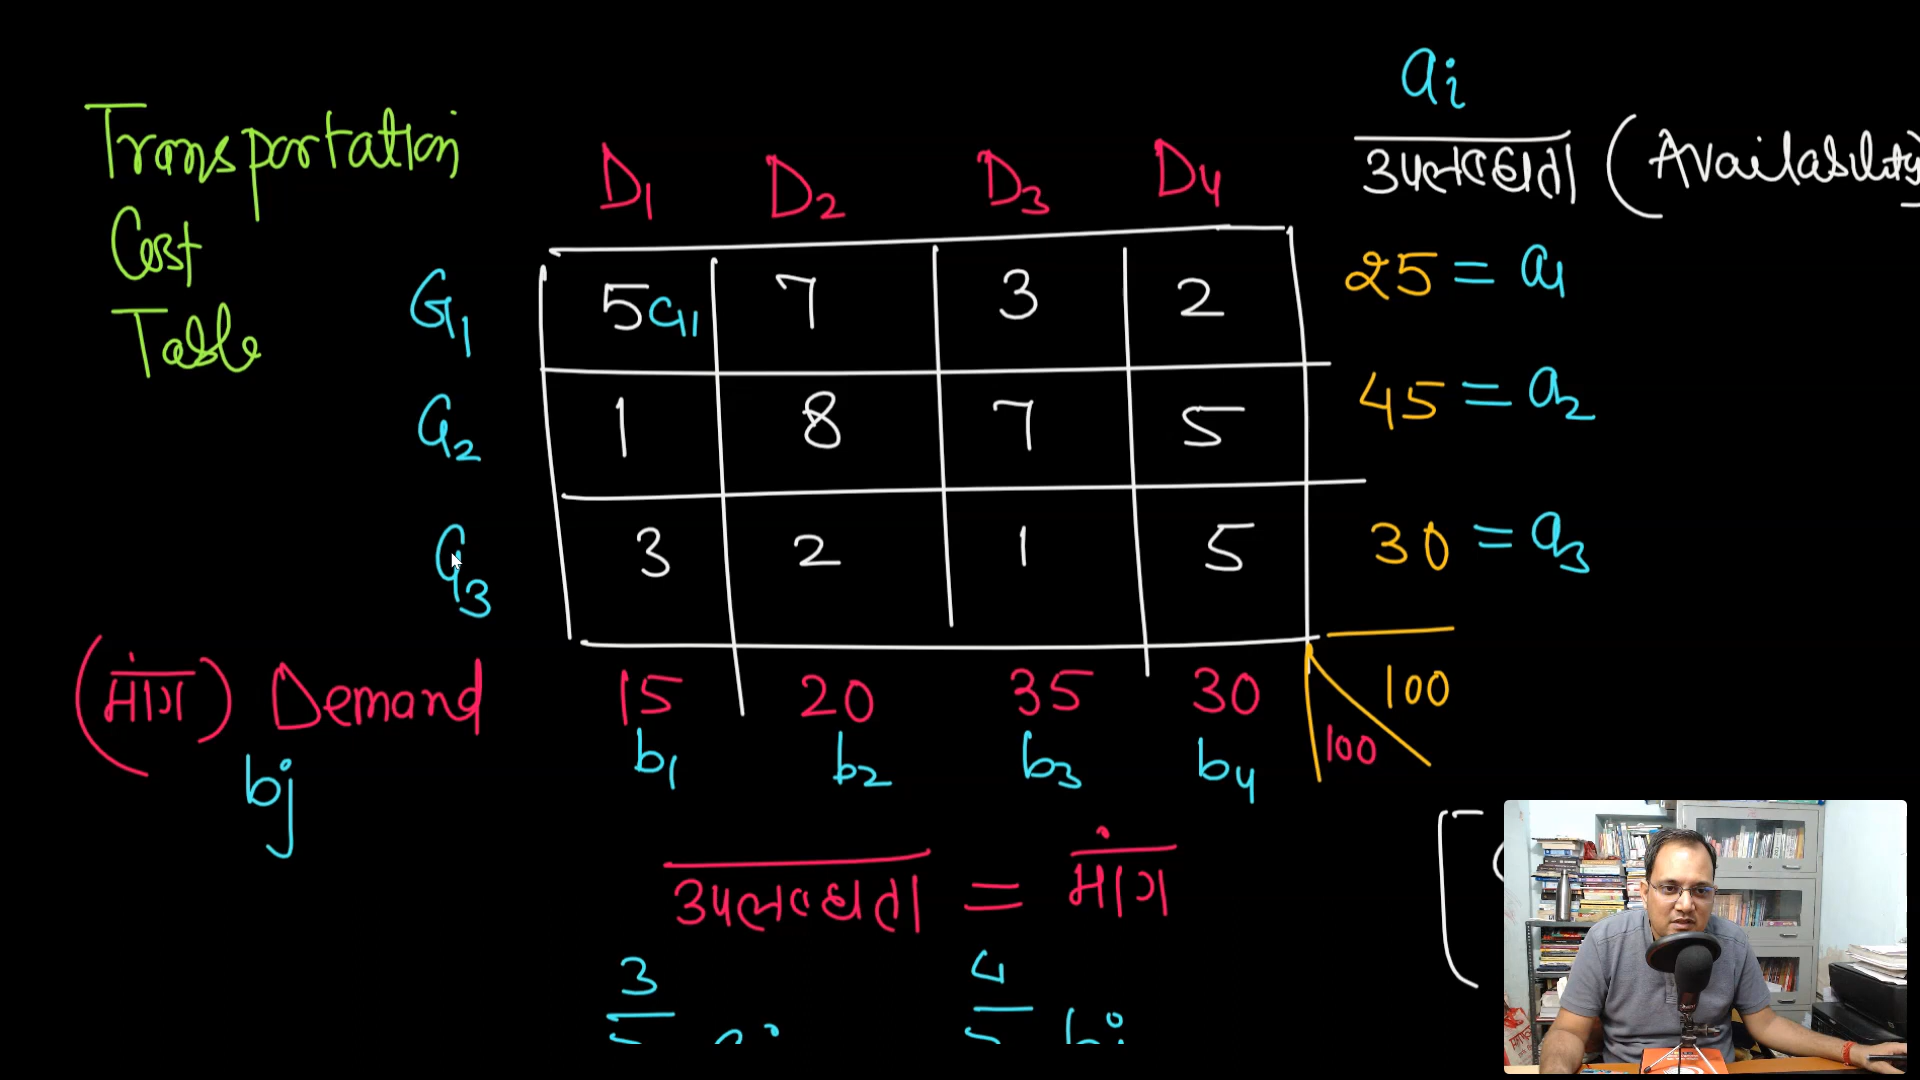 Transportation
Cost
Table
ai
उपलब्धता (Availability)
D1 D2 D3 D4
G1 5 C11 7 3 2 25 = a1
G2 1 8 7 5 45 = a2
G3 3 2 1 5 30 = a3
(मांग) Demand 15 20 35 30 100
100
bj b1 b2 b3 b4
उपलब्धता = मांग
3 4